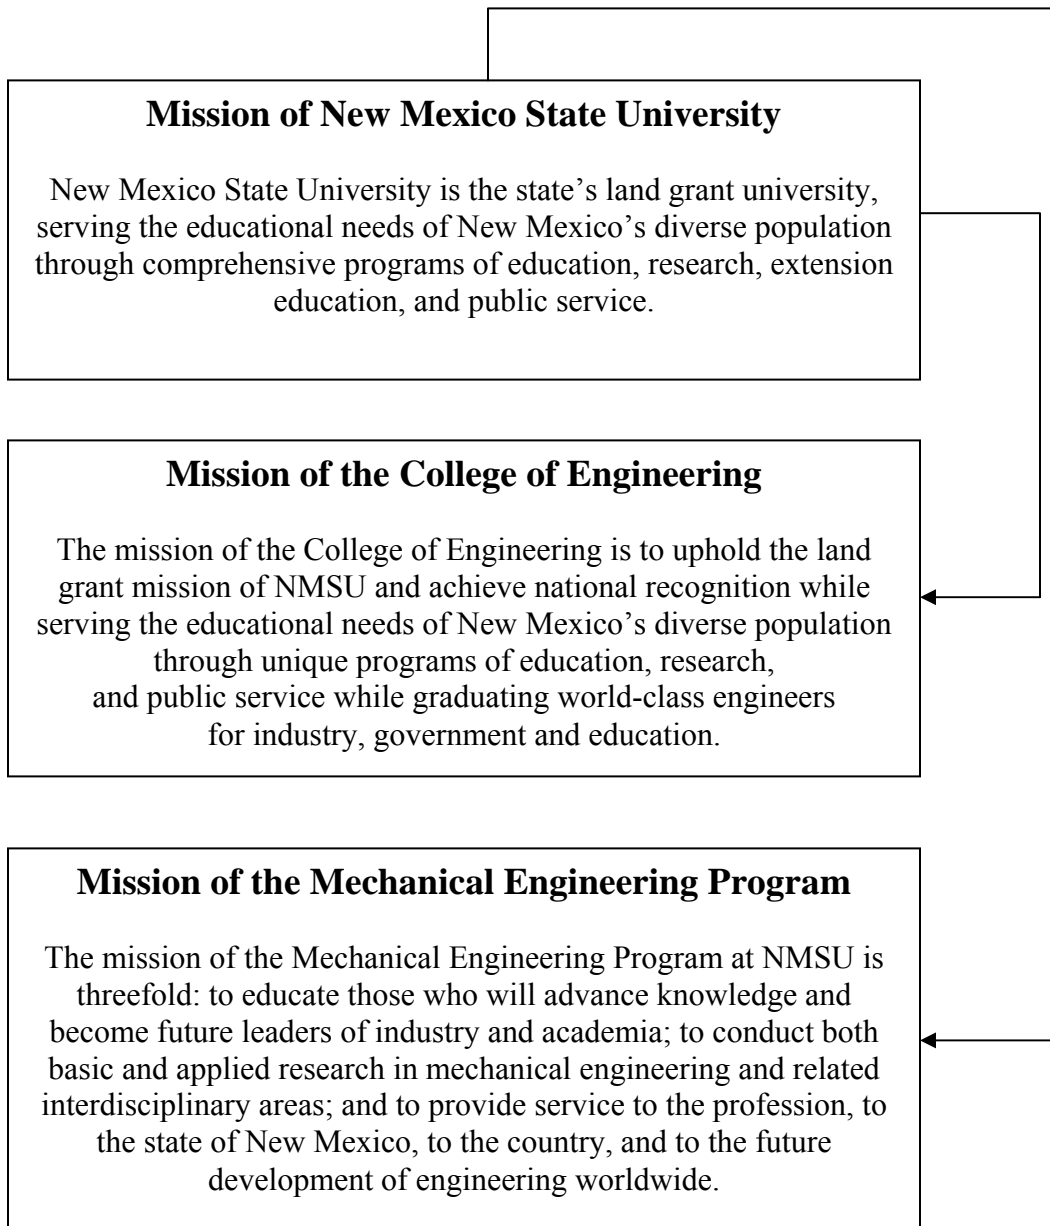 Mission of New Mexico State University
New Mexico State University is the state’s land grant university,
serving the educational needs of New Mexico’s diverse population
through comprehensive programs of education, research, extension
education, and public service.
Mission of the College of Engineering
The mission of the College of Engineering is to uphold the land
grant mission of NMSU and achieve national recognition while
serving the educational needs of New Mexico’s diverse population
through unique programs of education, research,
and public service while graduating world-class engineers
for industry, government and education.
Mission of the Mechanical Engineering Program
The mission of the Mechanical Engineering Program at NMSU is
threefold: to educate those who will advance knowledge and
become future leaders of industry and academia; to conduct both
basic and applied research in mechanical engineering and related
interdisciplinary areas; and to provide service to the profession, to
the state of New Mexico, to the country, and to the future
development of engineering worldwide.